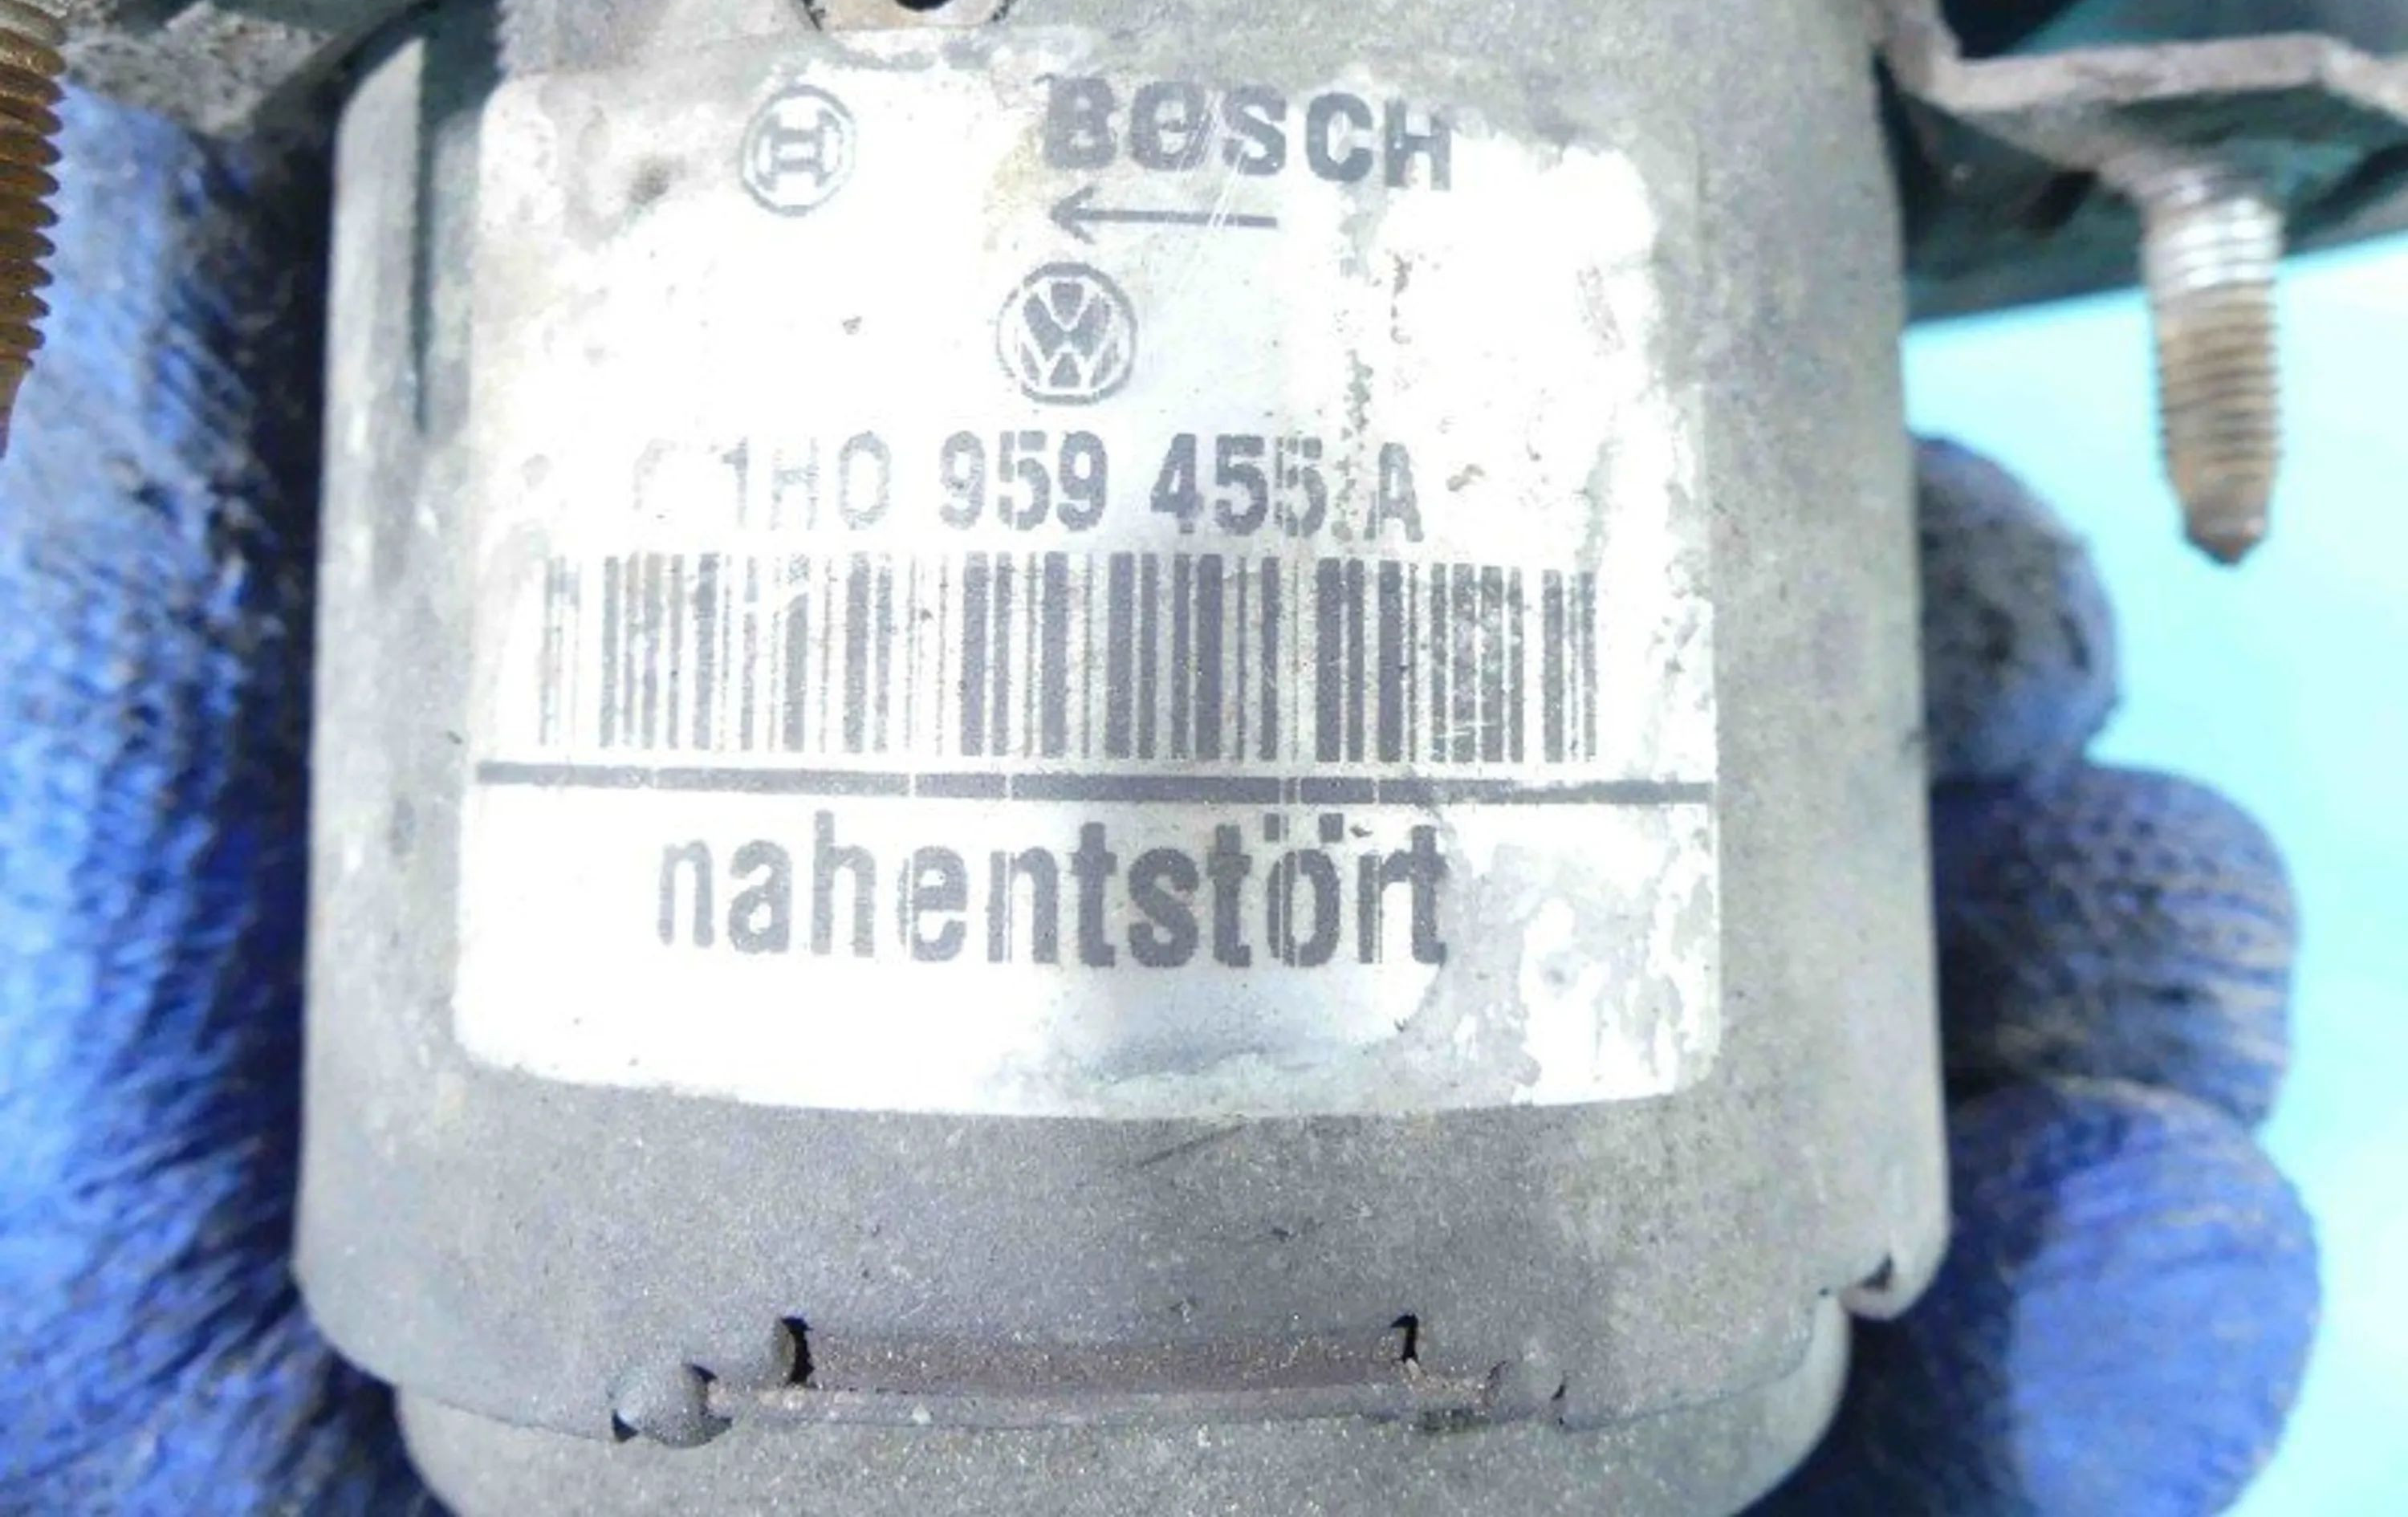 BOSCH
1H0 959 455 A
nahentstört